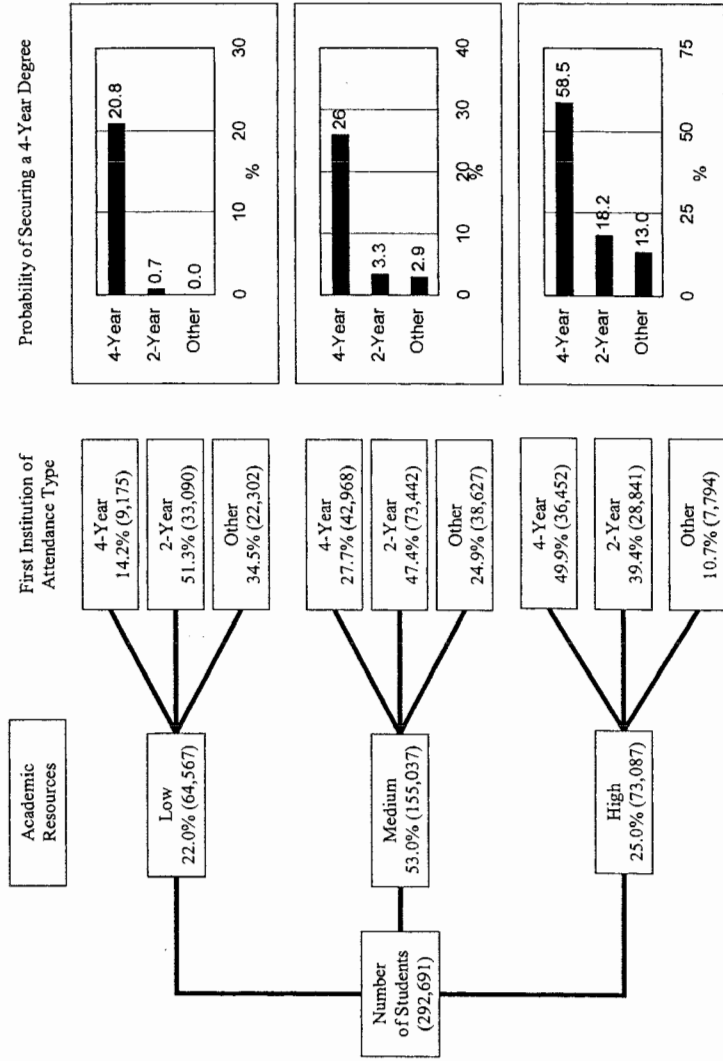 Academic
Resources
First Institution of
Attendance Type
Probability of Securing a 4-Year Degree
Number
of Students
(292,691)
Low
22.0% (64,567)
4-Year
14.2% (9,175)
2-Year
51.3% (33,090)
Other
34.5% (22,302)
4-Year
20.8
2-Year
0.7
Other
0.0
0
10
20
30
%
Medium
53.0% (155,037)
4-Year
27.7% (42,968)
2-Year
47.4% (73,442)
Other
24.9% (38,627)
4-Year
26
2-Year
3.3
Other
2.9
0
10
20
30
40
%
High
25.0% (73,087)
4-Year
49.9% (36,452)
2-Year
39.4% (28,841)
Other
10.7% (7,794)
4-Year
58.5
2-Year
18.2
Other
13.0
0
25
50
75
%